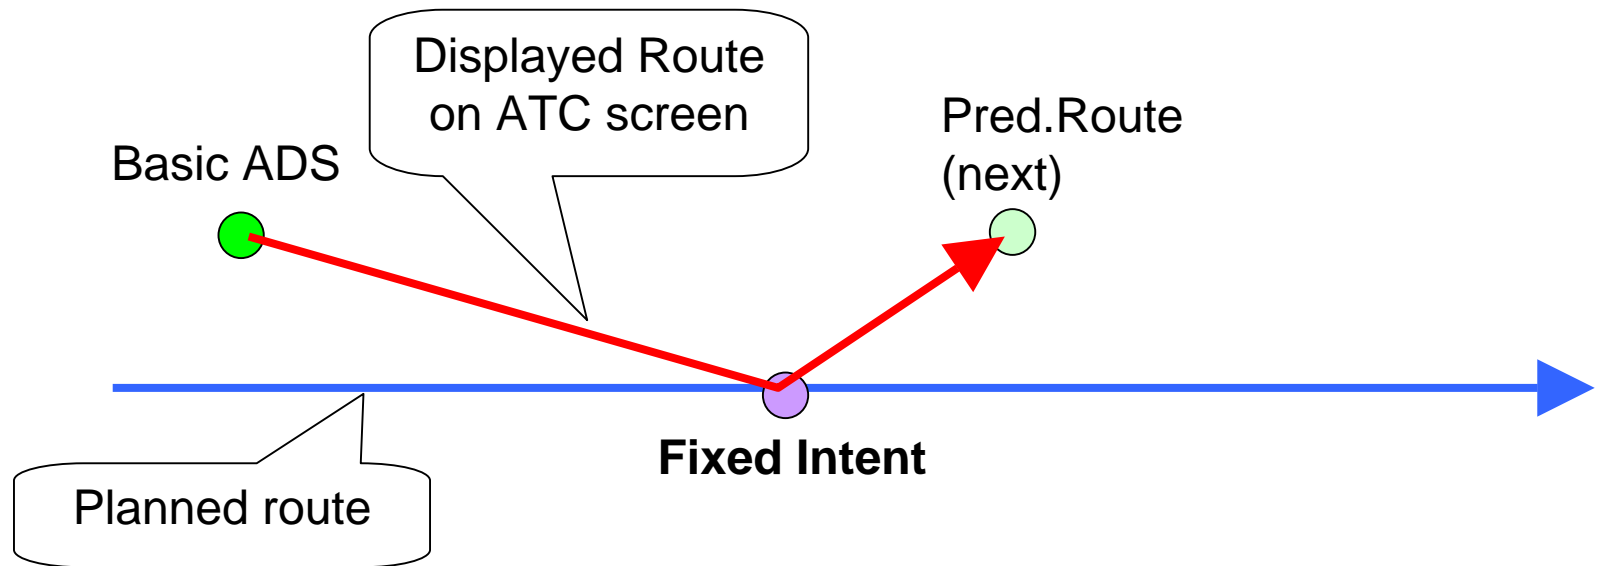 Displayed Route
on ATC screen
Basic ADS
Pred.Route
(next)
Fixed Intent
Planned route